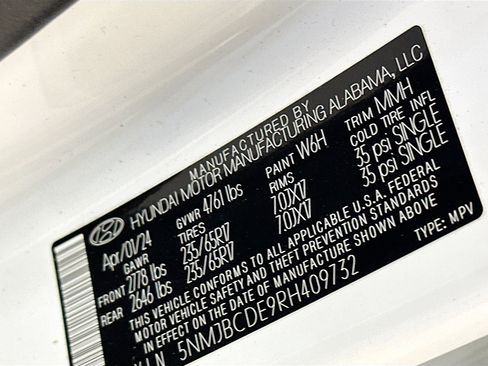 MANUFACTURED BY
HYUNDAI MOTOR MANUFACTURING ALABAMA, LLC
Apr/01/24 GVWR 4761 lbs PAINT W6H TRIM MMH
GAWR TIRES RIMS COLD TIRE INFL
FRONT 2778 lbs 235/65R17 7.0JX17 35 psi SINGLE
REAR 2646 lbs 235/65R17 7.0JX17 35 psi SINGLE
THIS VEHICLE CONFORMS TO ALL APPLICABLE U.S.A. FEDERAL
MOTOR VEHICLE SAFETY AND THEFT PREVENTION STANDARDS
IN EFFECT ON THE DATE OF MANUFACTURE SHOWN ABOVE
V.I.N. 5NMJBCDE9RH409732 TYPE: MPV